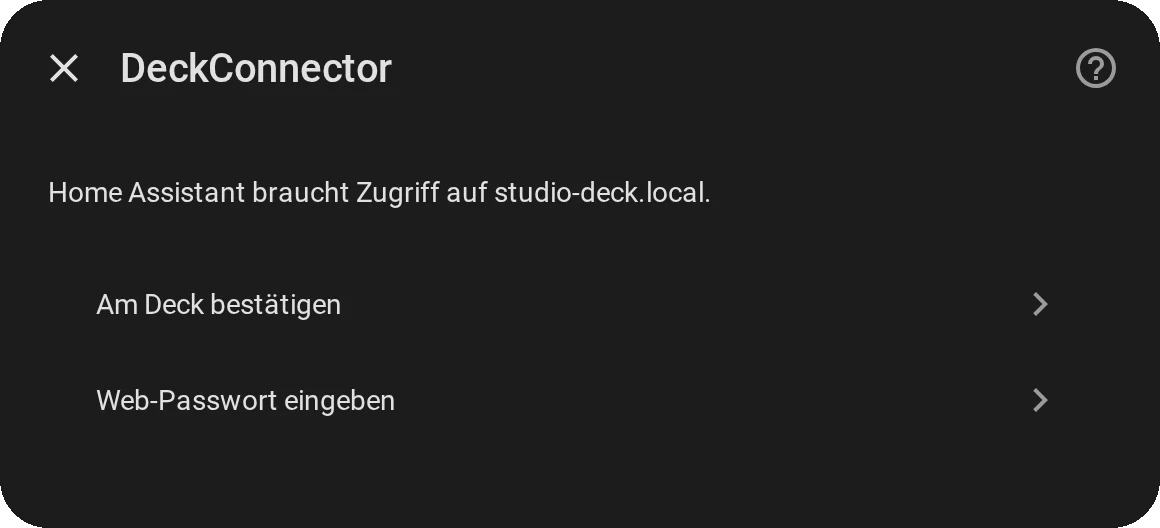 DeckConnector
Home Assistant braucht Zugriff auf studio-deck.local.
Am Deck bestätigen
Web-Passwort eingeben